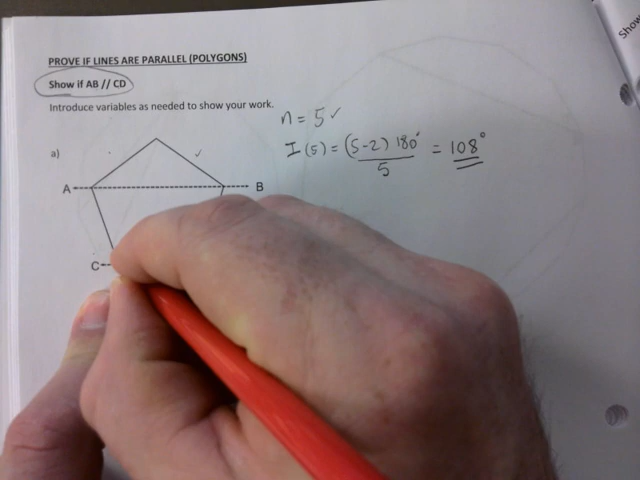 PROVE IF LINES ARE PARALLEL (POLYGONS)
Show if AB // CD
Introduce variables as needed to show your work.
n = 5 ✓
I (5) = (5-2) 180° / 5 = 108°
a)
A
B
C
Show